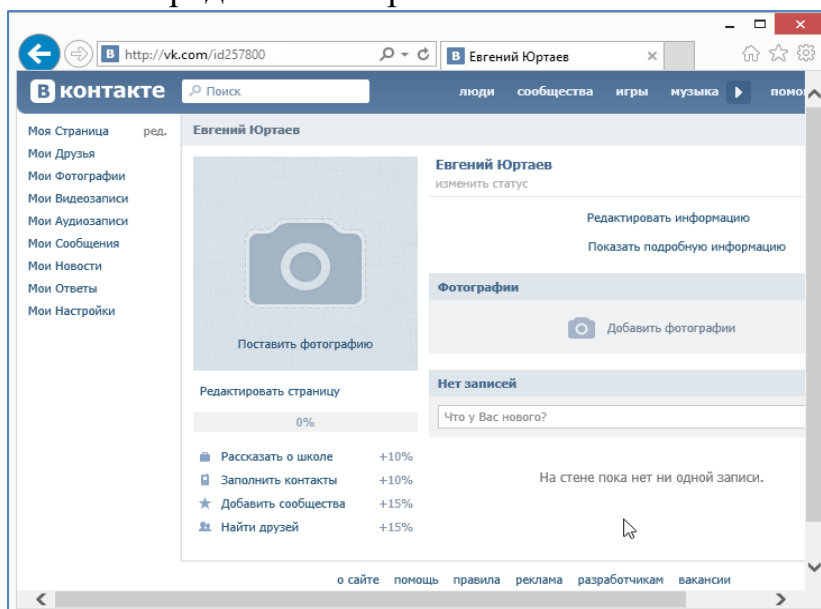 http://vk.com/id257800
Евгений Юртаев
В контакте
Поиск
люди сообщества игры музыка
Моя Страница ред.
Мои Друзья
Мои Фотографии
Мои Видеозаписи
Мои Аудиозаписи
Мои Сообщения
Мои Новости
Мои Ответы
Мои Настройки
Евгений Юртаев
Поставить фотографию
Редактировать страницу
0%
Рассказать о школе +10%
Заполнить контакты +10%
Добавить сообщества +15%
Найти друзей +15%
Евгений Юртаев
изменить статус
Редактировать информацию
Показать подробную информацию
Фотографии
Добавить фотографии
Нет записей
Что у Вас нового?
На стене пока нет ни одной записи.
о сайте помощь правила реклама разработчикам вакансии